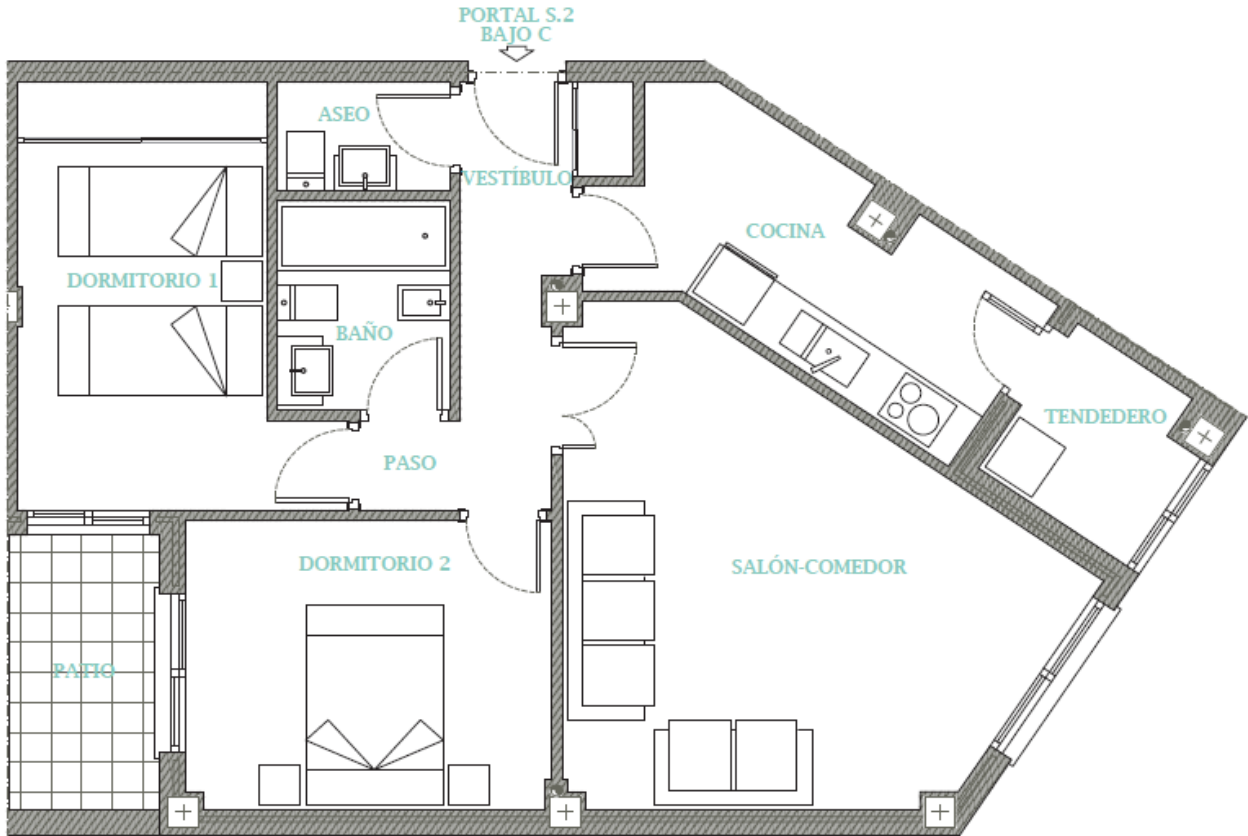 PORTAL S.2
BAJO C
ASEO
VESTÍBULO
COCINA
DORMITORIO 1
BAÑO
TENDEDERO
PASO
DORMITORIO 2
SALÓN-COMEDOR
PATIO